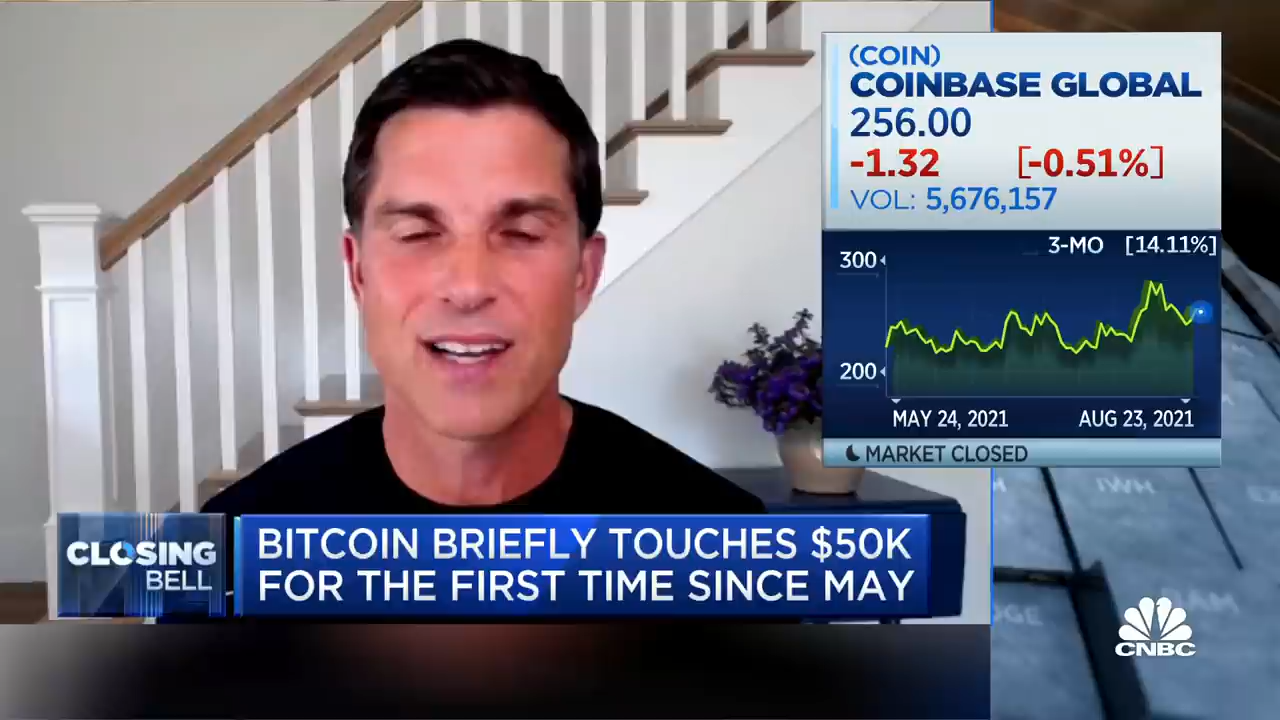 (COIN)
COINBASE GLOBAL
256.00
-1.32 [-0.51%]
VOL: 5,676,157
3-MO [14.11%]
300
200
MAY 24, 2021 AUG 23, 2021
MARKET CLOSED
IWM
CLOSING
BELL
BITCOIN BRIEFLY TOUCHES $50K
FOR THE FIRST TIME SINCE MAY
CNBC